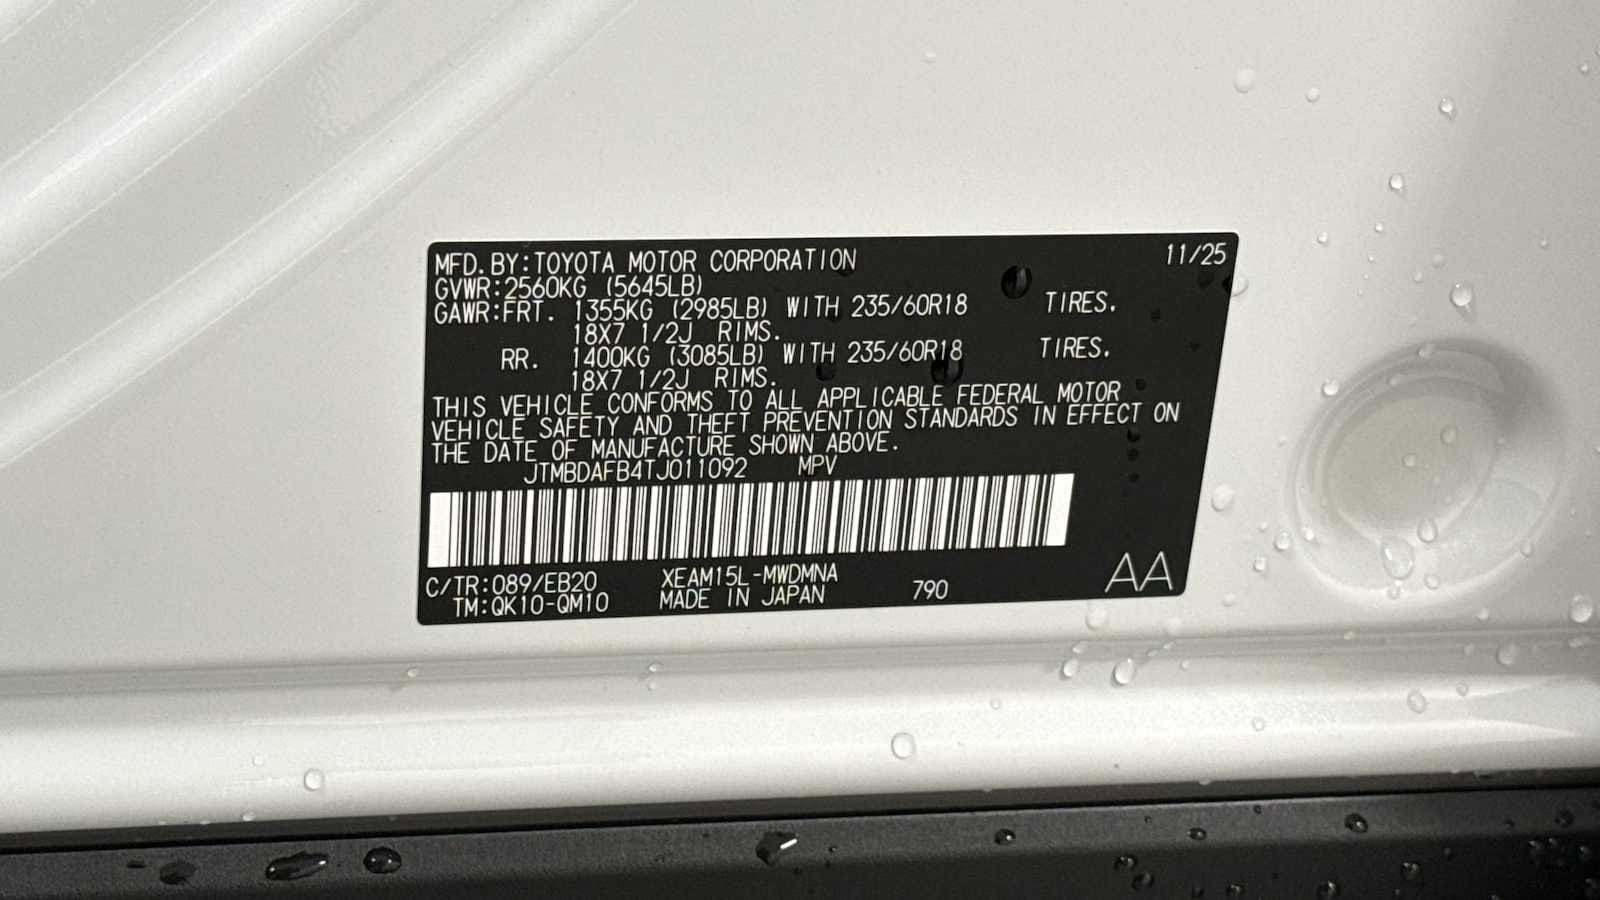 MFD.BY:TOYOTA MOTOR CORPORATION 11/25
GVWR:2560KG (5645LB)
GAWR:FRT. 1355KG (2985LB) WITH 235/60R18 TIRES.
18X7 1/2J RIMS.
RR. 1400KG (3085LB) WITH 235/60R18 TIRES.
18X7 1/2J RIMS.
THIS VEHICLE CONFORMS TO ALL APPLICABLE FEDERAL MOTOR
VEHICLE SAFETY AND THEFT PREVENTION STANDARDS IN EFFECT ON
THE DATE OF MANUFACTURE SHOWN ABOVE.
JTMBDAFB4TJ011092 MPV
C/TR:089/EB20 XEAM15L-MWDMNA
TM:QK10-QM10 MADE IN JAPAN 790 AA